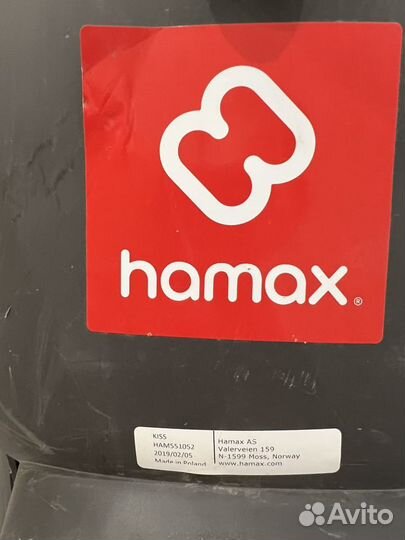 hamax®
KISS
HAM551052
2019/02/05
Made in Poland
Hamax AS
Valerveien 159
N-1599 Moss, Norway
www.hamax.com
Avito